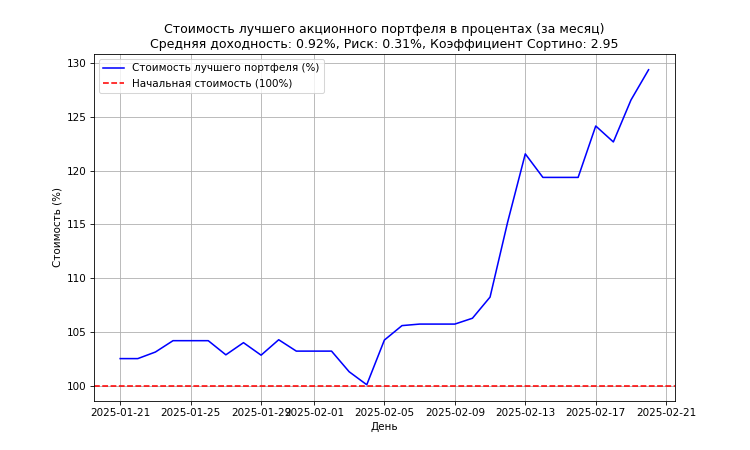 Стоимость лучшего акционного портфеля в процентах (за месяц)
Средняя доходность: 0.92%, Риск: 0.31%, Коэффициент Сортино: 2.95
Стоимость лучшего портфеля (%)
Начальная стоимость (100%)
Стоимость (%)
130
125
120
115
110
105
100
2025-01-21 2025-01-25 2025-01-29 2025-02-01 2025-02-05 2025-02-09 2025-02-13 2025-02-17 2025-02-21
День